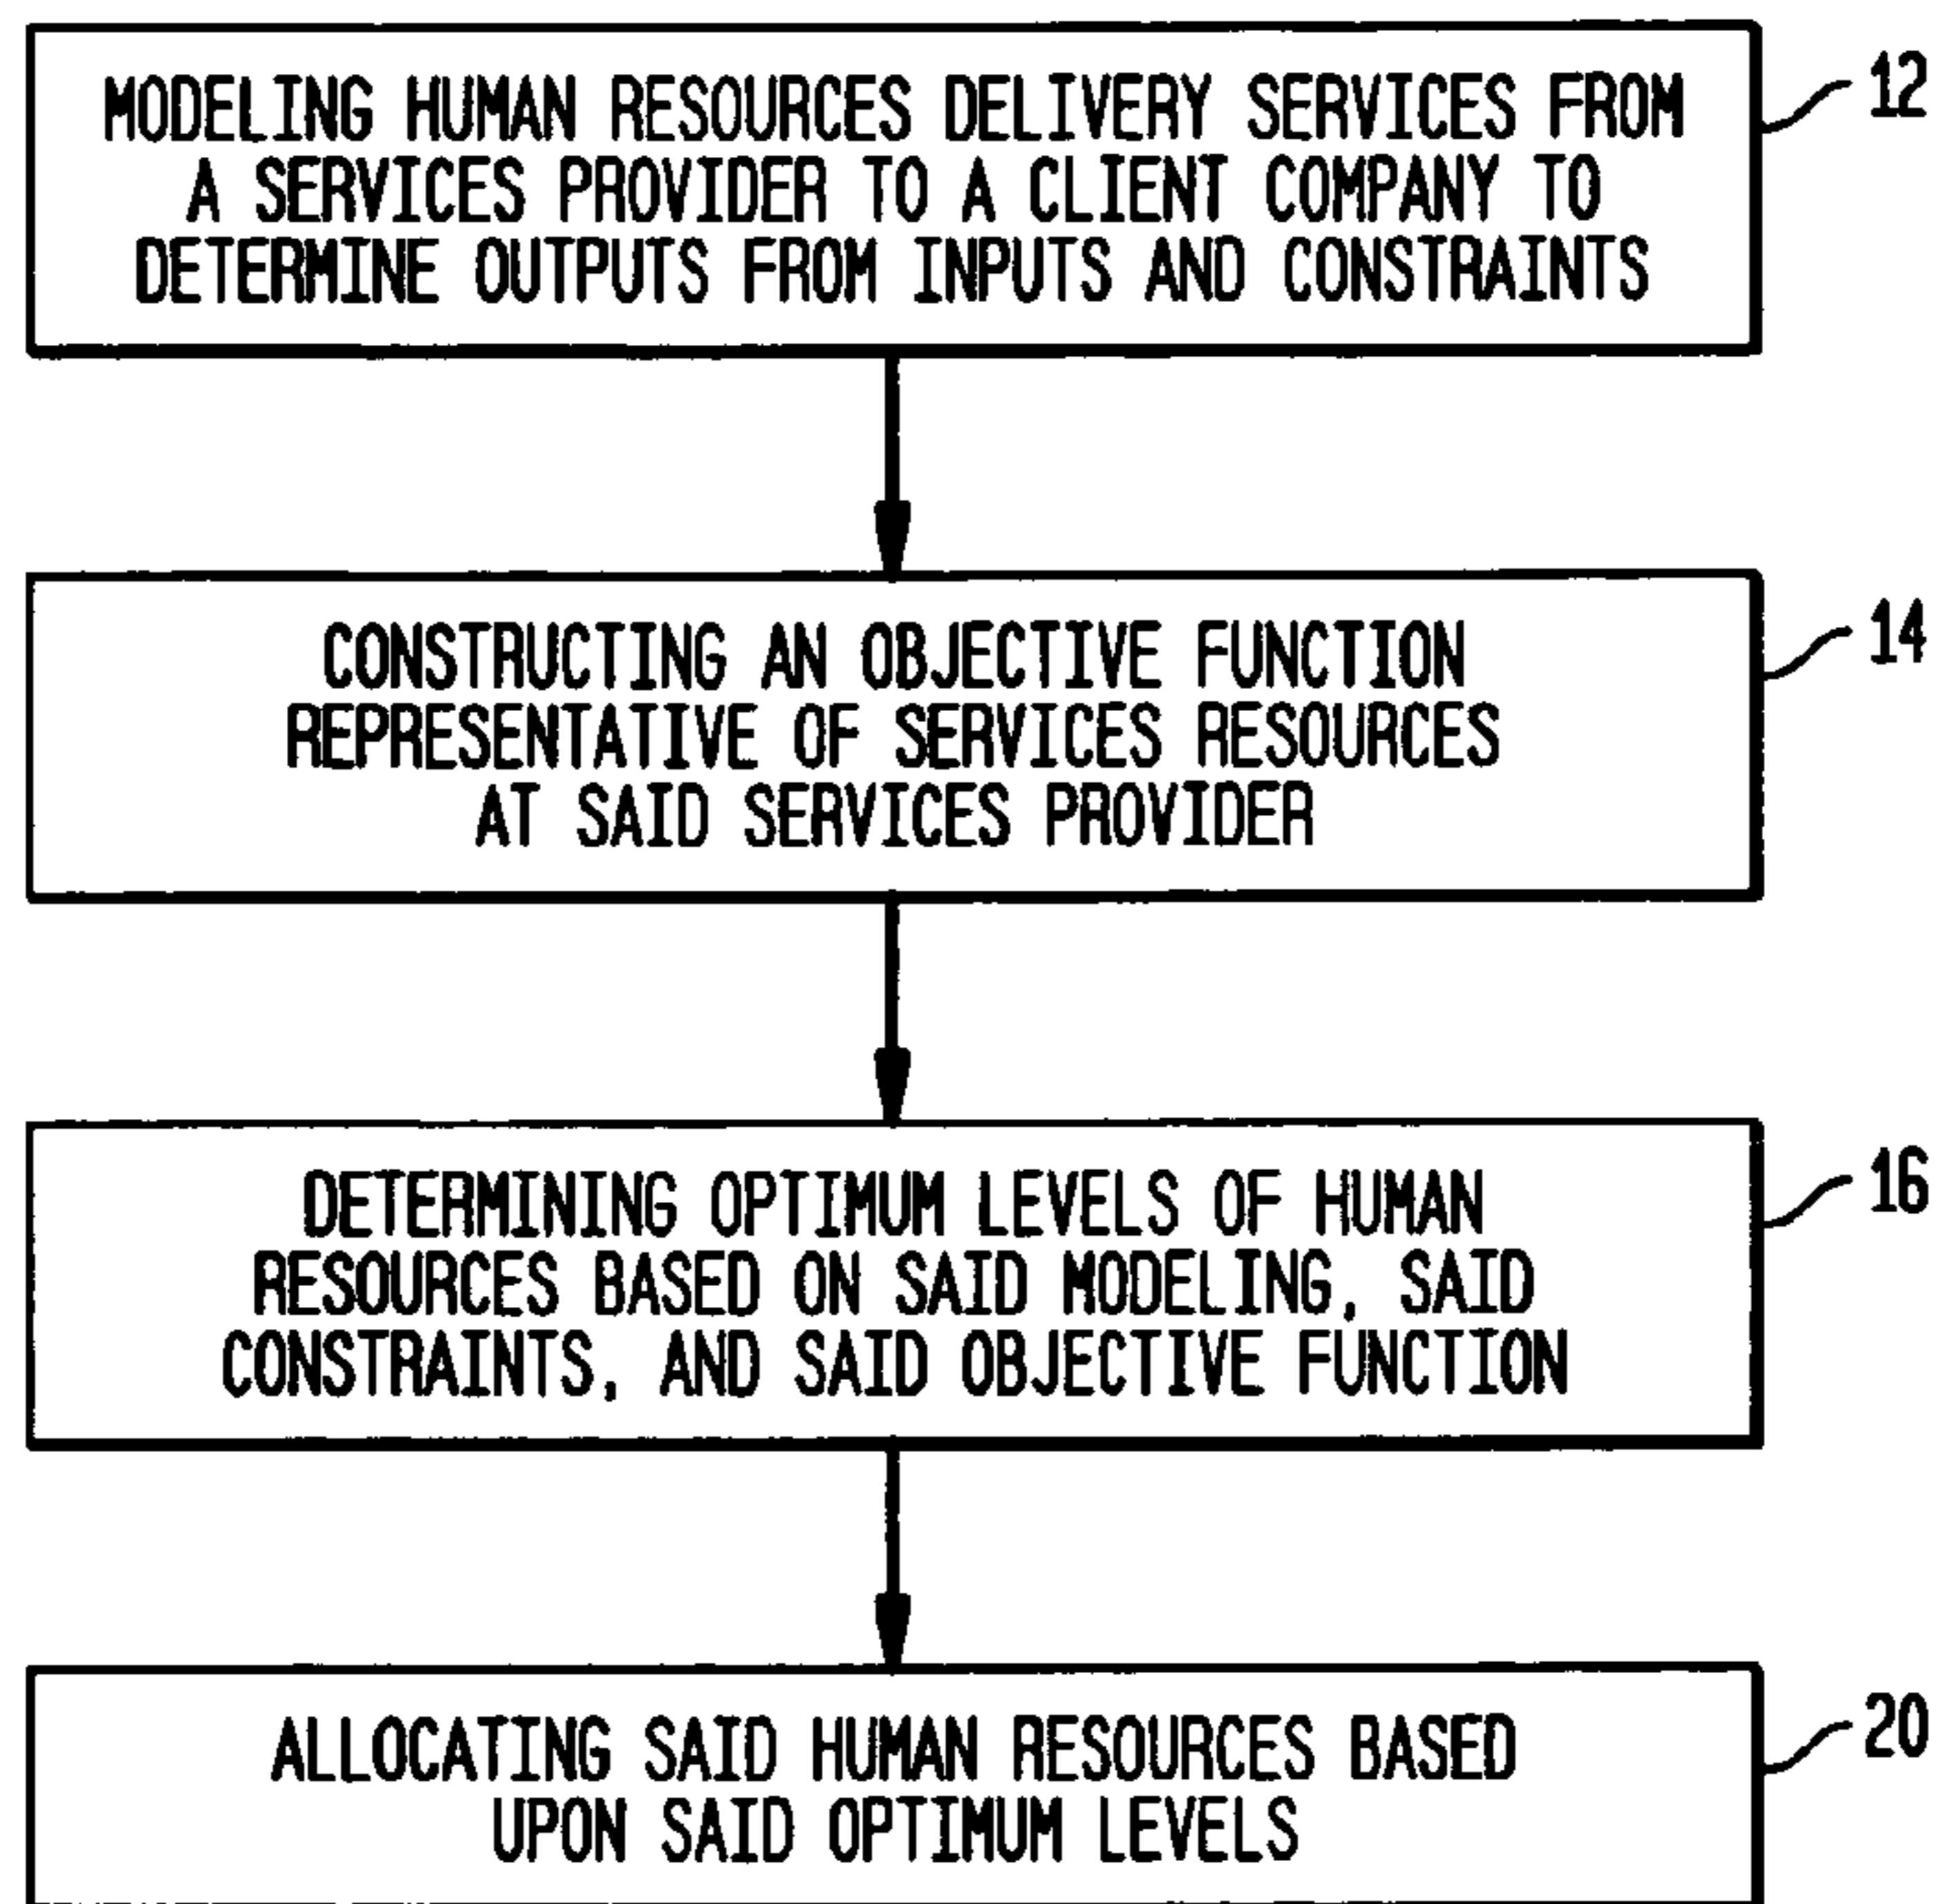 MODELING HUMAN RESOURCES DELIVERY SERVICES FROM
A SERVICES PROVIDER TO A CLIENT COMPANY TO
DETERMINE OUTPUTS FROM INPUTS AND CONSTRAINTS
12
CONSTRUCTING AN OBJECTIVE FUNCTION
REPRESENTATIVE OF SERVICES RESOURCES
AT SAID SERVICES PROVIDER
14
DETERMINING OPTIMUM LEVELS OF HUMAN
RESOURCES BASED ON SAID MODELING, SAID
CONSTRAINTS, AND SAID OBJECTIVE FUNCTION
16
ALLOCATING SAID HUMAN RESOURCES BASED
UPON SAID OPTIMUM LEVELS
20